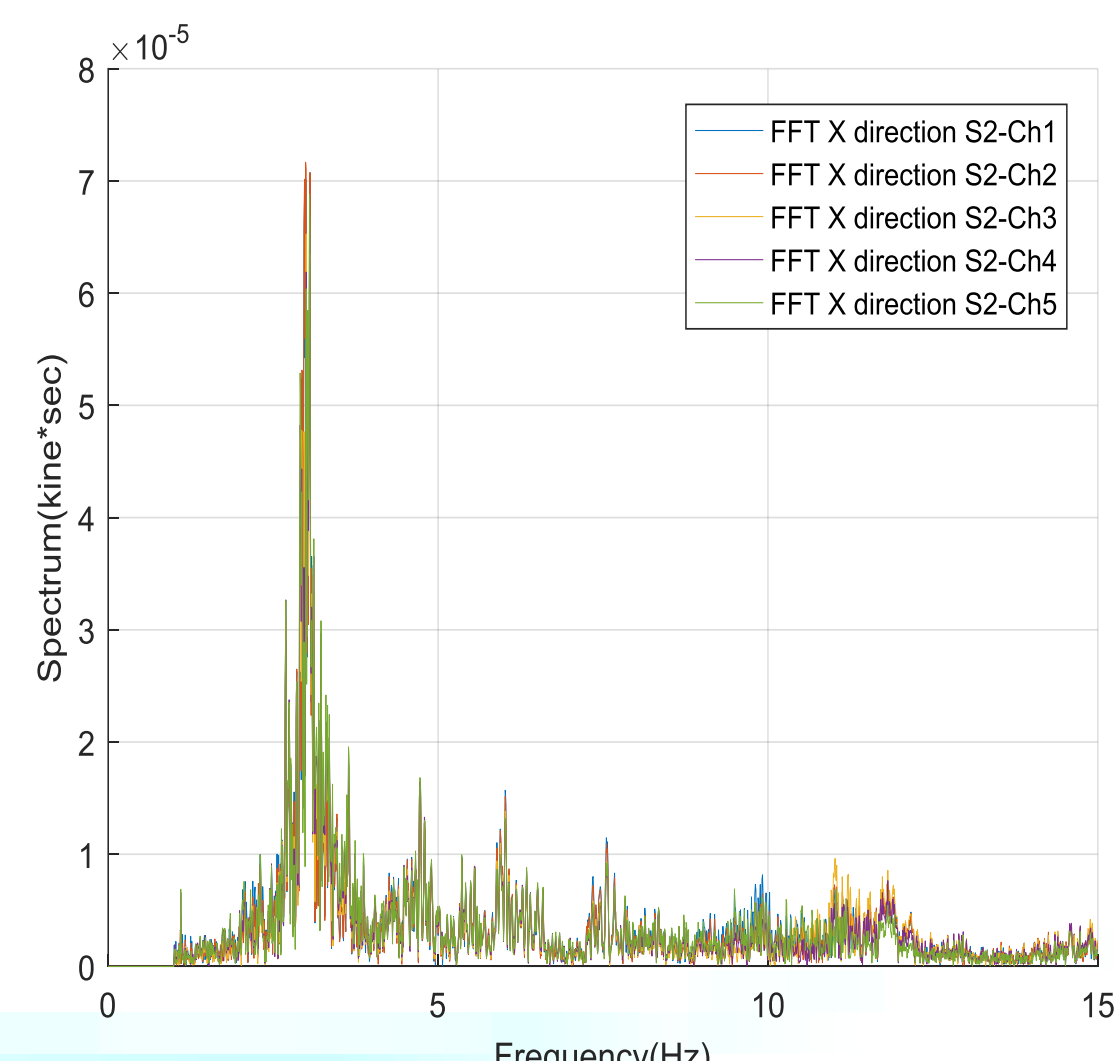 ×10-5
8
7
6
5
4
3
2
1
0
Spectrum(kine*sec)
FFT X direction S2-Ch1
FFT X direction S2-Ch2
FFT X direction S2-Ch3
FFT X direction S2-Ch4
FFT X direction S2-Ch5
0 5 10 15
Frequency(Hz)